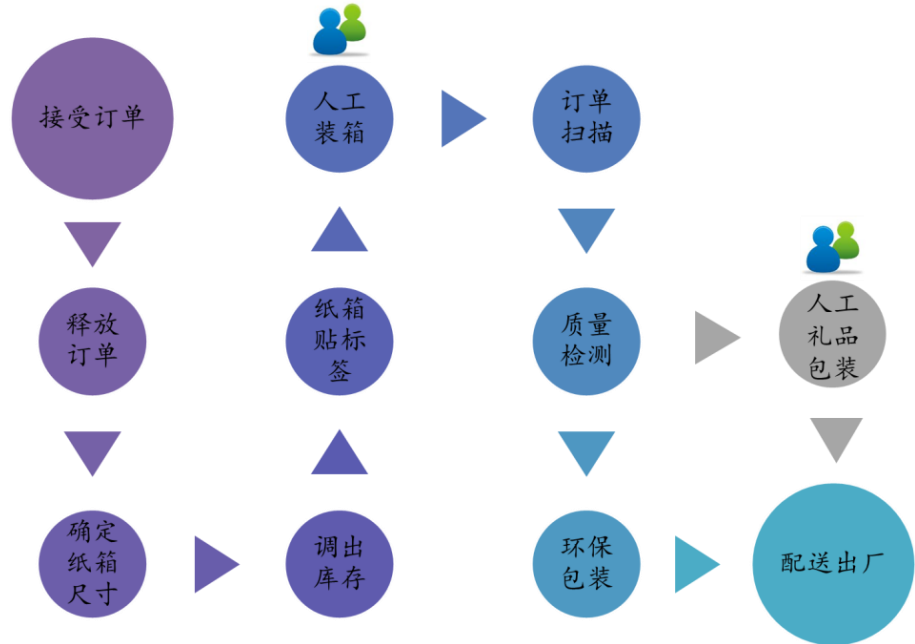 接受订单
释放
订单
确定
纸箱
尺寸
调出
库存
纸箱
贴标
签
人工
装箱
订单
扫描
质量
检测
环保
包装
人工
礼品
包装
配送出厂